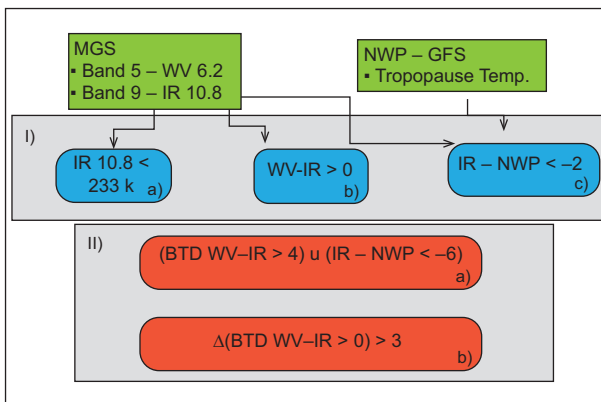 MGS
▪ Band 5 – WV 6.2
▪ Band 9 – IR 10.8
NWP – GFS
▪ Tropopause Temp.
I)
IR 10.8 <
233 k
a)
WV-IR > 0
b)
IR – NWP < –2
c)
II)
(BTD WV–IR > 4) u (IR – NWP < –6)
a)
Δ(BTD WV–IR > 0) > 3
b)